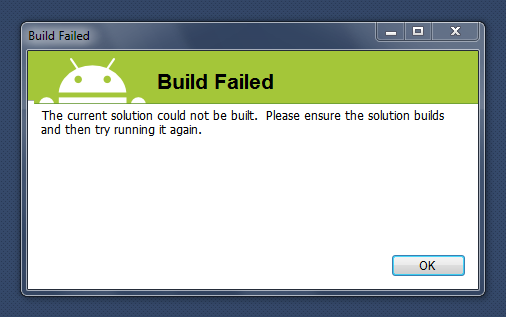 Build Failed
Build Failed
The current solution could not be built.  Please ensure the solution builds
and then try running it again.
OK